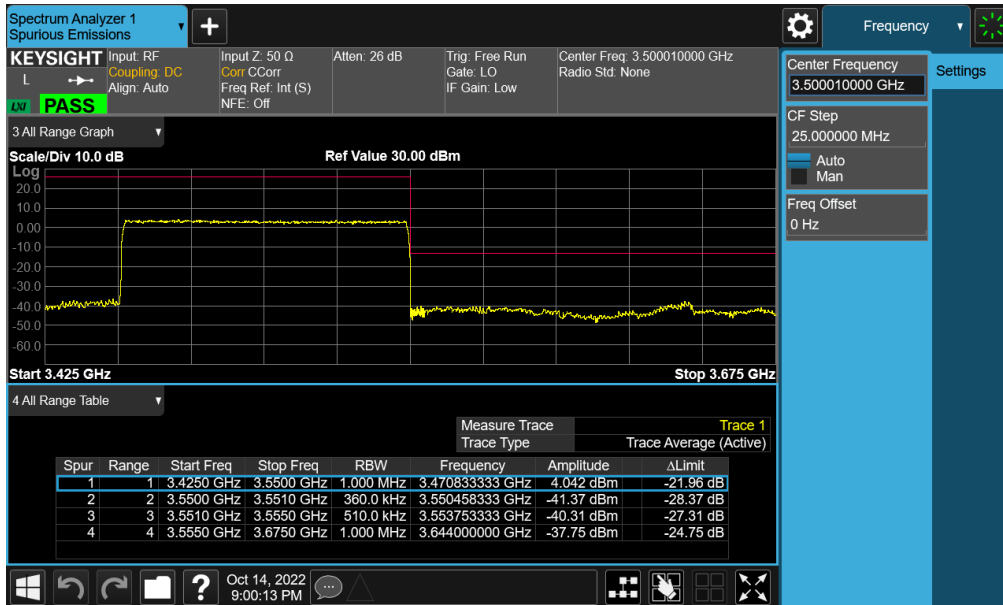 Spectrum Analyzer 1
Spurious Emissions
Frequency
KEYSIGHT
L
LXI
PASS
Input: RF
Coupling: DC
Align: Auto
Input Z: 50 Ω
Corr CCorr
Freq Ref: Int (S)
NFE: Off
Atten: 26 dB
Trig: Free Run
Gate: LO
IF Gain: Low
Center Freq: 3.500010000 GHz
Radio Std: None
Center Frequency
3.500010000 GHz
Settings
CF Step
25.000000 MHz
Auto
Man
Freq Offset
0 Hz
3 All Range Graph
Scale/Div 10.0 dB
Ref Value 30.00 dBm
Log
20.0
10.0
0.00
-10.0
-20.0
-30.0
-40.0
-50.0
-60.0
Start 3.425 GHz
Stop 3.675 GHz
4 All Range Table
Measure Trace Trace 1
Trace Type Trace Average (Active)
Spur Range Start Freq Stop Freq RBW Frequency Amplitude ΔLimit
1 1 3.4250 GHz 3.5500 GHz 1.000 MHz 3.470833333 GHz 4.042 dBm -21.96 dB
2 2 3.5500 GHz 3.5510 GHz 360.0 kHz 3.550458333 GHz -41.37 dBm -28.37 dB
3 3 3.5510 GHz 3.5550 GHz 510.0 kHz 3.553753333 GHz -40.31 dBm -27.31 dB
4 4 3.5550 GHz 3.6750 GHz 1.000 MHz 3.644000000 GHz -37.75 dBm -24.75 dB
?
Oct 14, 2022
9:00:13 PM